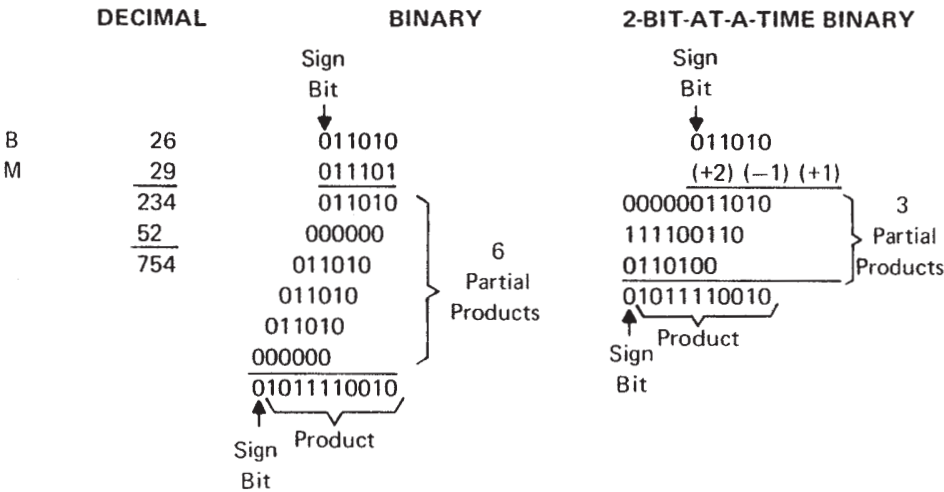 DECIMAL BINARY 2-BIT-AT-A-TIME BINARY
Sign
Bit
Sign
Bit
B 26 011010 011010
M 29 011101 (+2) (−1) (+1)
234 011010 00000011010
52 000000 111100110
754 011010 0110100
011010
011010
000000
01011110010
6
Partial
Products
3
Partial
Products
01011110010
Product
Sign
Bit
Product
Sign
Bit